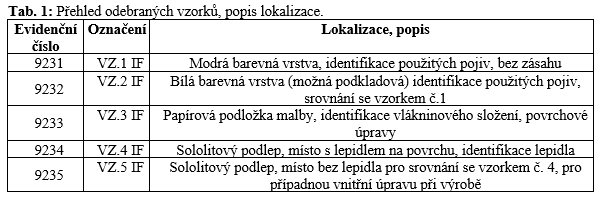 Tab. 1: Přehled odebraných vzorků, popis lokalizace.
Evidenční číslo Označení Lokalizace, popis
9231 VZ.1 IF Modrá barevná vrstva, identifikace použitých pojiv, bez zásahu
9232 VZ.2 IF Bílá barevná vrstva (možná podkladová) identifikace použitých pojiv,
srovnání se vzorkem č.1
9233 VZ.3 IF Papírová podložka malby, identifikace vlákninového složení, povrchové
úpravy
9234 VZ.4 IF Sololitový podlep, místo s lepidlem na povrchu, identifikace lepidla
9235 VZ.5 IF Sololitový podlep, místo bez lepidla pro srovnání se vzorkem č. 4, pro
případnou vnitřní úpravu při výrobě